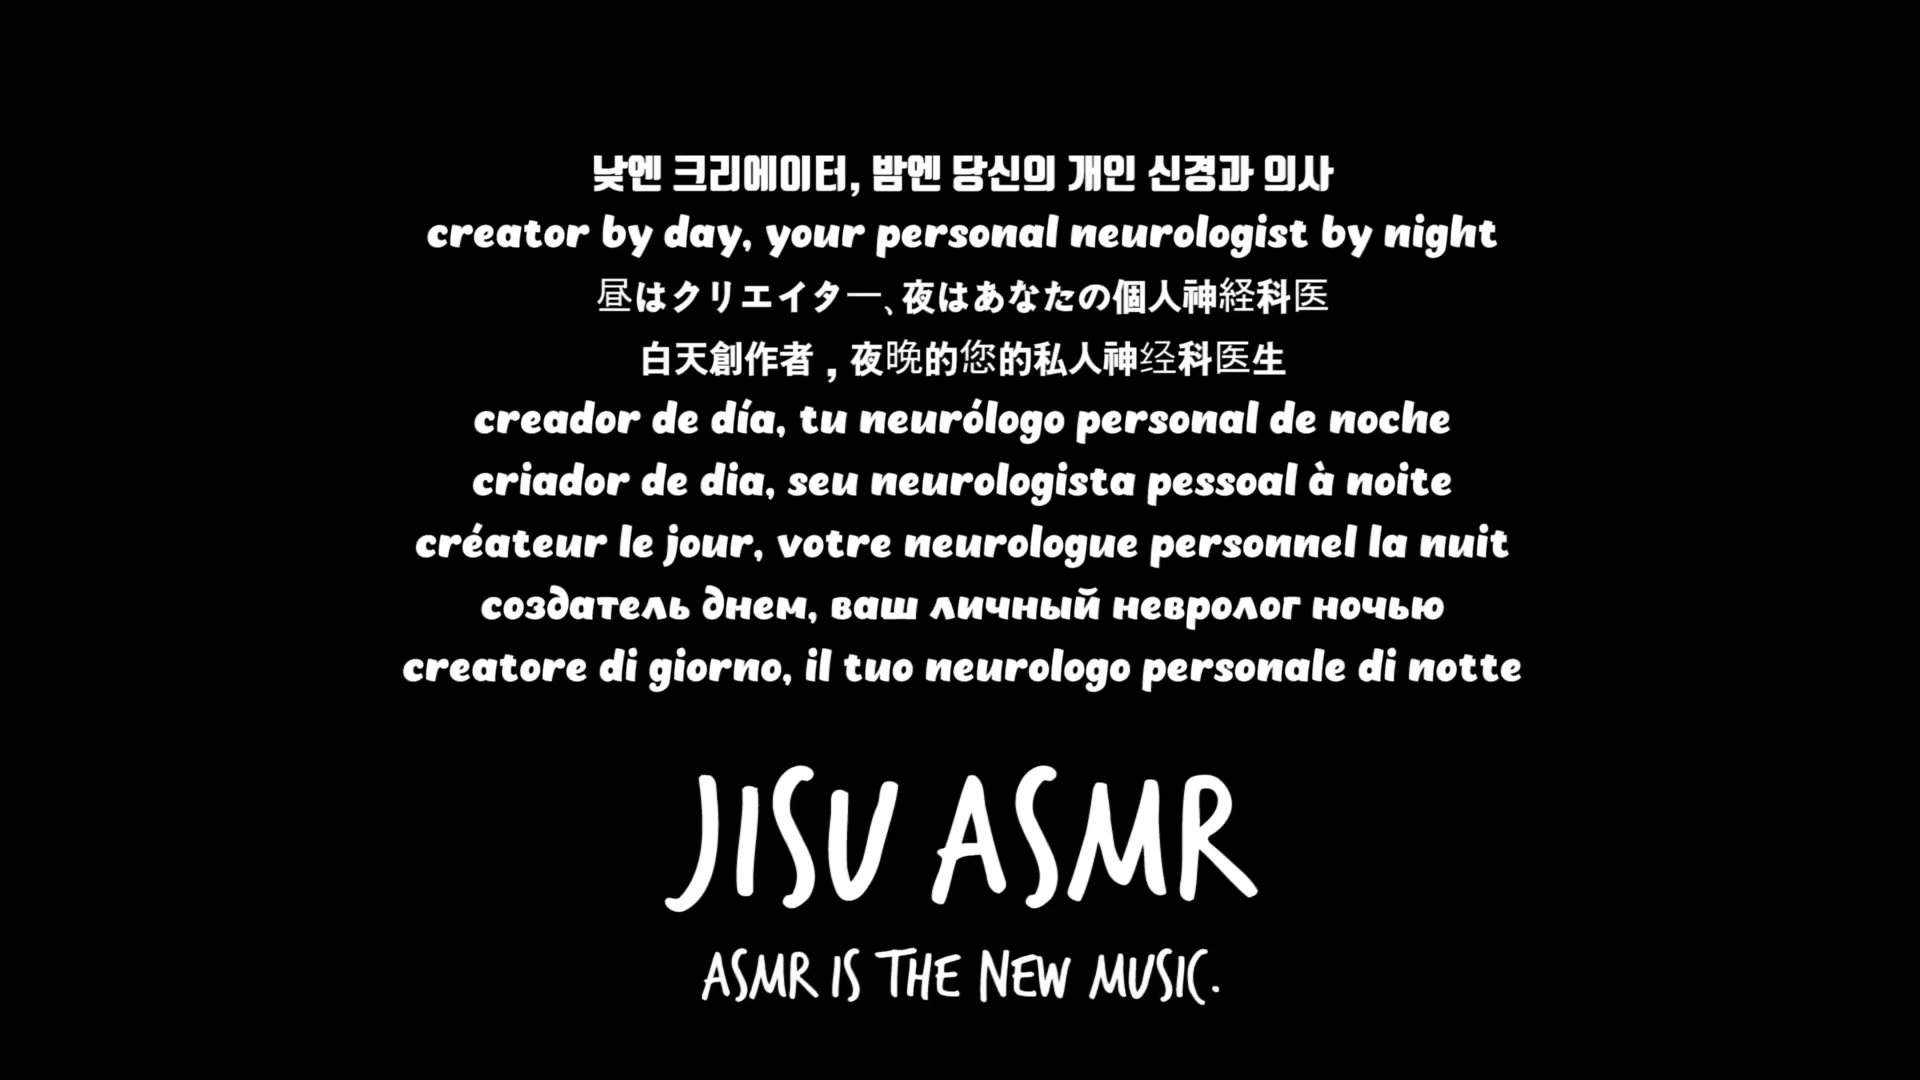 낮엔 크리에이터, 밤엔 당신의 개인 신경과 의사
creator by day, your personal neurologist by night
昼はクリエイター、夜はあなたの個人神経科医
白天創作者，夜晚的您的私人神经科医生
creador de día, tu neurólogo personal de noche
criador de dia, seu neurologista pessoal à noite
créateur le jour, votre neurologue personnel la nuit
создатель днем, ваш личный невролог ночью
creatore di giorno, il tuo neurologo personale di notte
JISU ASMR
ASMR IS THE NEW MUSIC.